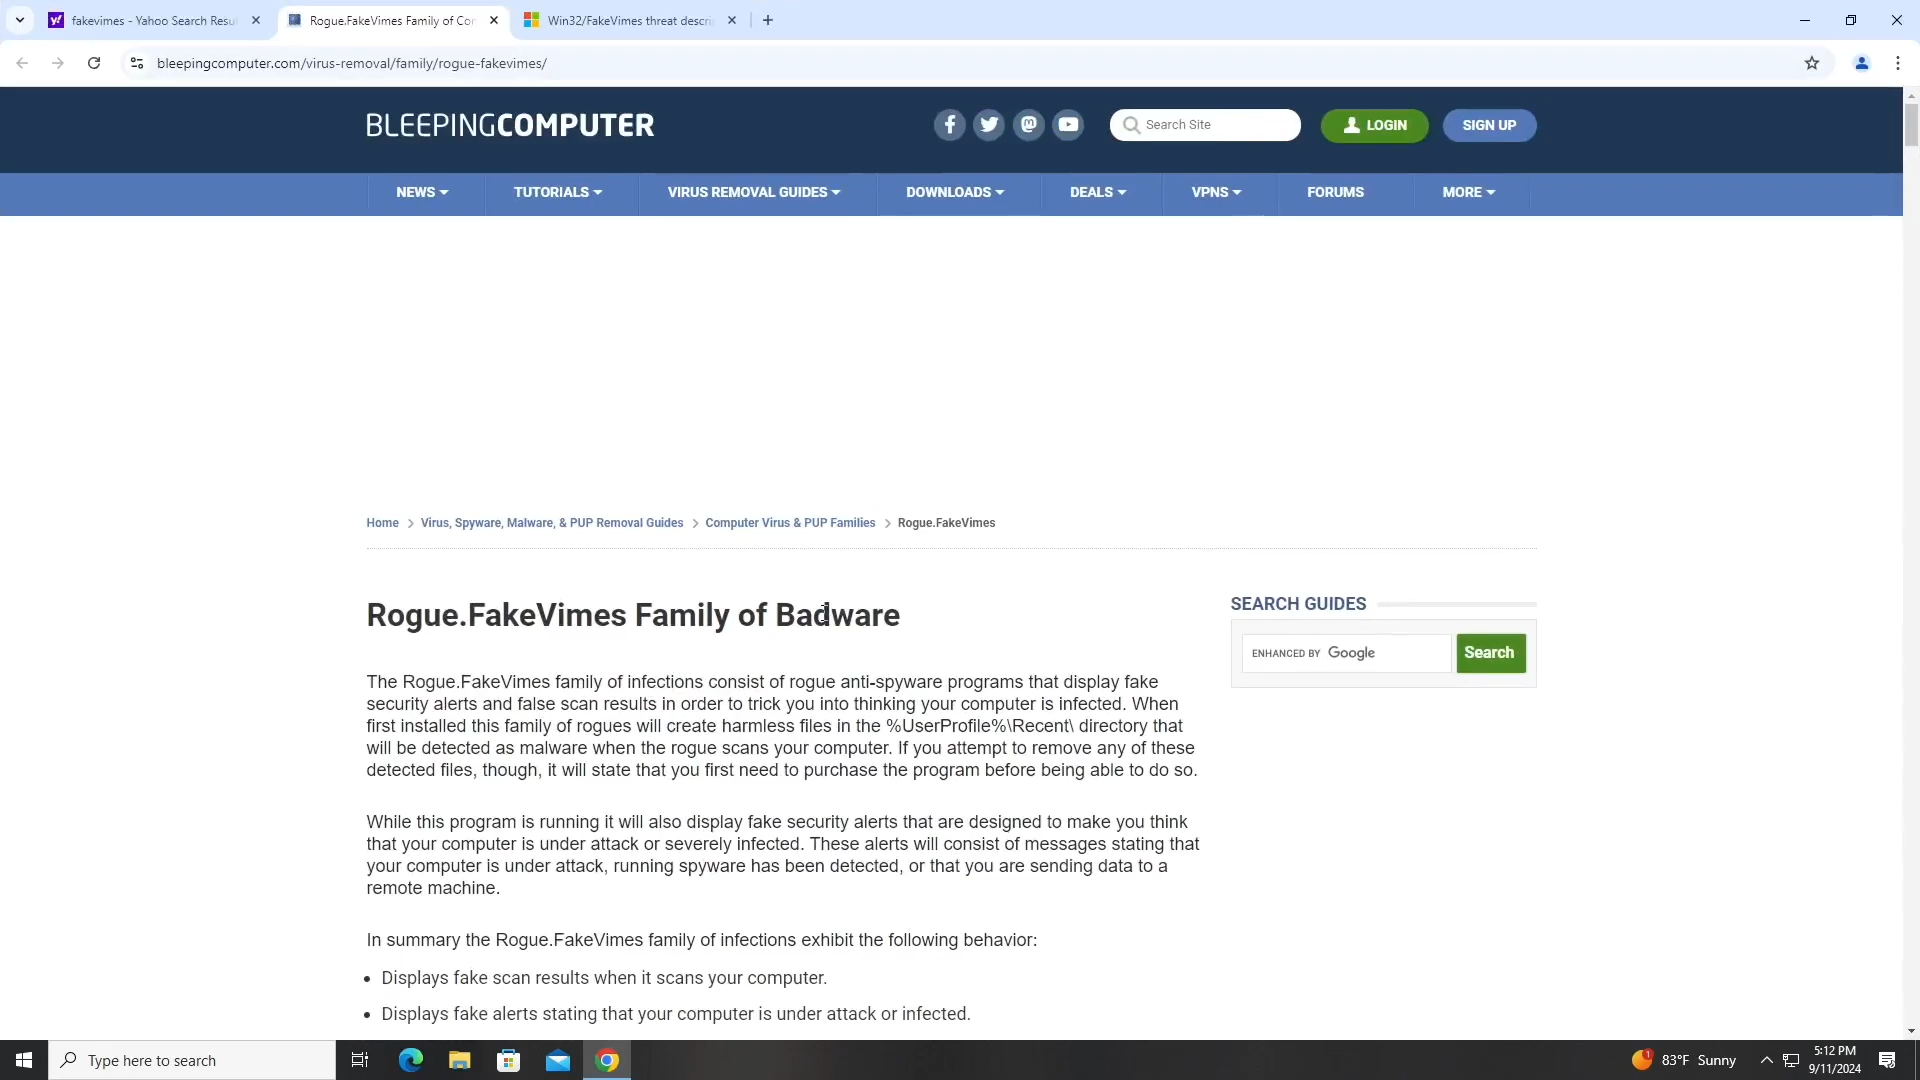 fakevimes - Yahoo Search Resu
Rogue.FakeVimes Family of Con
Win32/FakeVimes threat descri
bleepingcomputer.com/virus-removal/family/rogue-fakevimes/
BLEEPINGCOMPUTER
Search Site
LOGIN
SIGN UP
NEWS
TUTORIALS
VIRUS REMOVAL GUIDES
DOWNLOADS
DEALS
VPNS
FORUMS
MORE
Home > Virus, Spyware, Malware, & PUP Removal Guides > Computer Virus & PUP Families > Rogue.FakeVimes
Rogue.FakeVimes Family of Badware
SEARCH GUIDES
ENHANCED BY Google
Search
The Rogue.FakeVimes family of infections consist of rogue anti-spyware programs that display fake
security alerts and false scan results in order to trick you into thinking your computer is infected. When
first installed this family of rogues will create harmless files in the %UserProfile%\Recent\ directory that
will be detected as malware when the rogue scans your computer. If you attempt to remove any of these
detected files, though, it will state that you first need to purchase the program before being able to do so.
While this program is running it will also display fake security alerts that are designed to make you think
that your computer is under attack or severely infected. These alerts will consist of messages stating that
your computer is under attack, running spyware has been detected, or that you are sending data to a
remote machine.
In summary the Rogue.FakeVimes family of infections exhibit the following behavior:
• Displays fake scan results when it scans your computer.
• Displays fake alerts stating that your computer is under attack or infected.
Type here to search
1
83°F Sunny
5:12 PM
9/11/2024